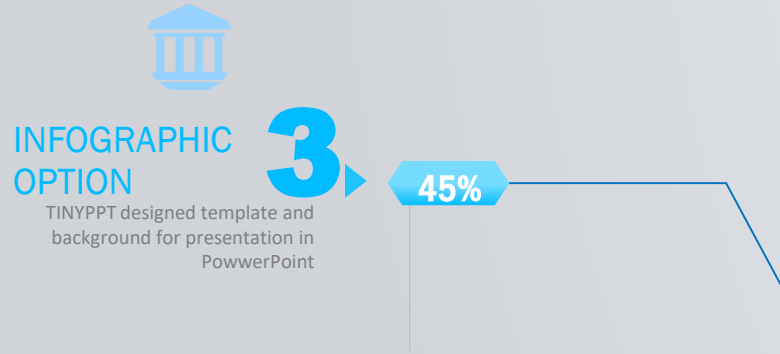 INFOGRAPHIC
OPTION
3
TINYPPT designed template and
background for presentation in
PowwerPoint
45%